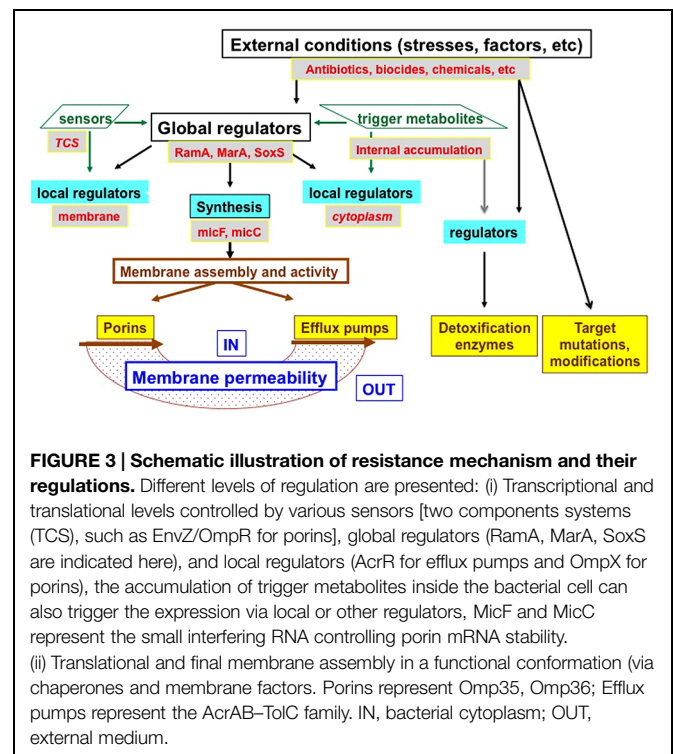 External conditions (stresses, factors, etc)
Antibiotics, biocides, chemicals, etc
sensors
TCS
Global regulators
RamA, MarA, SoxS
trigger metabolites
Internal accumulation
local regulators
membrane
Synthesis
micF, micC
local regulators
cytoplasm
regulators
Membrane assembly and activity
Porins
IN
Efflux pumps
Membrane permeability
OUT
Detoxification
enzymes
Target
mutations,
modifications
FIGURE 3 | Schematic illustration of resistance mechanism and their
regulations. Different levels of regulation are presented: (i) Transcriptional and
translational levels controlled by various sensors [two components systems
(TCS), such as EnvZ/OmpR for porins], global regulators (RamA, MarA, SoxS
are indicated here), and local regulators (AcrR for efflux pumps and OmpX for
porins), the accumulation of trigger metabolites inside the bacterial cell can
also trigger the expression via local or other regulators, MicF and MicC
represent the small interfering RNA controlling porin mRNA stability.
(ii) Translational and final membrane assembly in a functional conformation (via
chaperones and membrane factors. Porins represent Omp35, Omp36; Efflux
pumps represent the AcrAB–TolC family. IN, bacterial cytoplasm; OUT,
external medium.